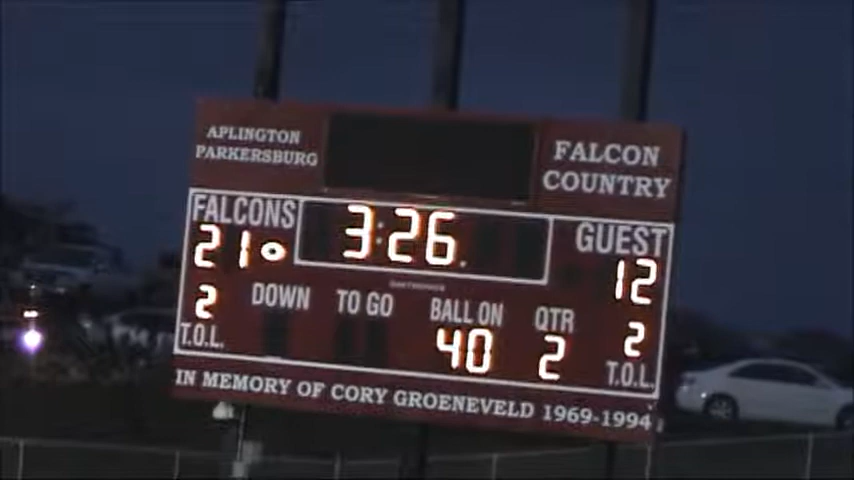 APLINGTON
PARKERSBURG
FALCON
COUNTRY
FALCONS 3:26 GUEST
21 12
DOWN TO GO BALL ON QTR
2 40 2 2
T.O.L. T.O.L.
IN MEMORY OF CORY GROENEVELD 1969-1994